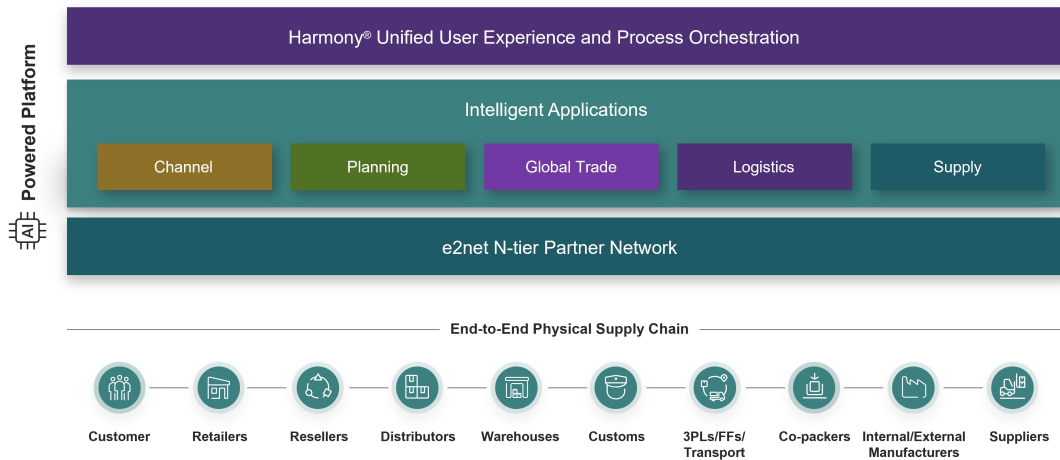 Harmony® Unified User Experience and Process Orchestration
AI Powered Platform
Intelligent Applications
Channel
Planning
Global Trade
Logistics
Supply
e2net N-tier Partner Network
End-to-End Physical Supply Chain
Customer
Retailers
Resellers
Distributors
Warehouses
Customs
3PLs/FFs/
Transport
Co-packers
Internal/External
Manufacturers
Suppliers